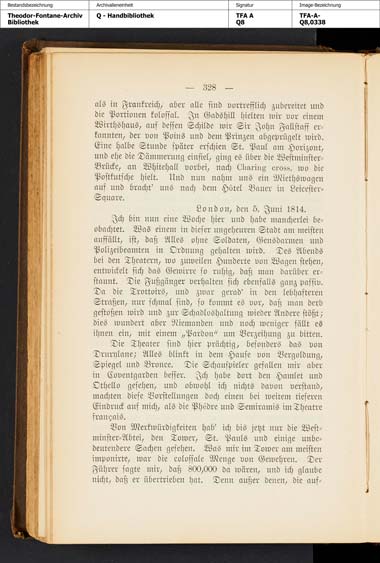 Bestandsbezeichnung Archivalieneinheit Signatur Image-Bezeichnung
Theodor-Fontane-Archiv Q - Handbibliothek TFA A TFA-A-
Bibliothek Q8 Q8,0338
— 328 —
als in Frankreich, aber alle sind vortrefflich zubereitet und
die Portionen kolossal. In Gadshill hielten wir vor einem
Wirthshaus, auf dessen Schilde wir Sir John Fallstaff er-
kannten, der von Poins und dem Prinzen abgeprügelt wird.
Eine halbe Stunde später erschien St. Paul am Horizont,
und ehe die Dämmerung einfiel, ging es über die Westminster-
Brücke, an Whitehall vorbei, nach Charing cross, wo die
Postkutsche hielt. Und nun nahm uns ein Miethswagen
auf und bracht' uns nach dem Hôtel Bauer in Leicester-
Square.
London, den 5. Juni 1814.
Ich bin nun eine Woche hier und habe mancherlei be-
obachtet. Was einem in dieser ungeheuren Stadt am meisten
auffällt, ist, daß Alles ohne Soldaten, Gensdarmen und
Polizeibeamten in Ordnung gehalten wird. Des Abends
bei den Theatern, wo zuweilen Hunderte von Wagen stehen,
entwickelt sich das Gewirre so ruhig, daß man darüber er-
staunt. Die Fußgänger verhalten sich ebenfalls ganz passiv.
Da die Trottoirs, und zwar gerad' in den lebhafteren
Straßen, nur schmal sind, so kommt es vor, daß man derb
gestoßen wird und zur Schadloshaltung wieder Andere stößt;
dies wundert aber Niemanden und noch weniger fällt es
ihnen ein, mit einem „Pardon“ um Verzeihung zu bitten.
Die Theater sind hier prächtig, besonders das von
Drurylane; Alles blinkt in dem Hause von Vergoldung,
Spiegel und Bronce. Die Schauspieler gefallen mir aber
in Coventgarden besser. Ich habe dort den Hamlet und
Othello gesehen, und obwohl ich nichts davon verstand,
machten diese Vorstellungen doch einen bei weitem tieferen
Eindruck auf mich, als die Phèdre und Semiramis im Theatre
français.
Von Merkwürdigkeiten hab' ich bis jetzt nur die West-
minster-Abtei, den Tower, St. Pauls und einige unbe-
deutendere Sachen gesehen. Was mir im Tower am meisten
imponirte, war die colossale Menge von Gewehren. Der
Führer sagte mir, daß 800,000 da wären, und ich glaube
nicht, daß er übertrieben hat. Denn außer denen, die auf-